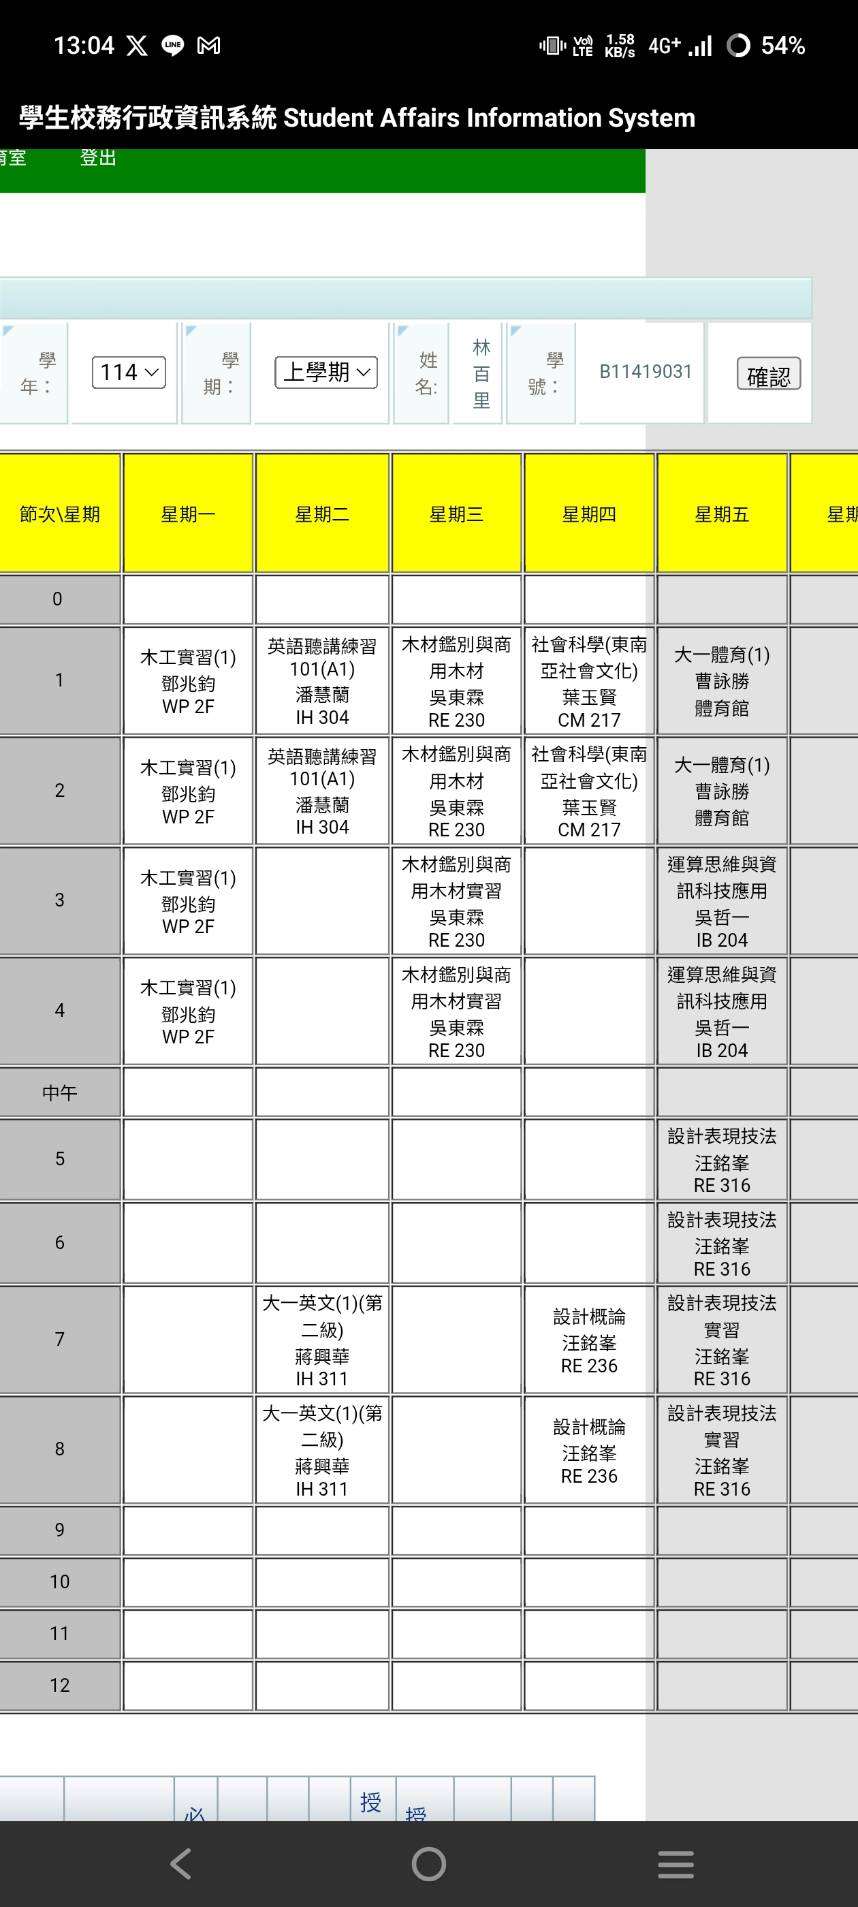 13:04
LINE
Vo)) LTE
1.58 KB/s
4G+
54%
學生校務行政資訊系統 Student Affairs Information System
室 登出
學年：
114
學期：
上學期
姓名:
林百里
學號：
B11419031
確認
節次\星期 星期一 星期二 星期三 星期四 星期五 星期
0
1
木工實習(1)
鄧兆鈞
WP 2F
英語聽講練習
101(A1)
潘慧蘭
IH 304
木材鑑別與商
用木材
吳東霖
RE 230
社會科學(東南
亞社會文化)
葉玉賢
CM 217
大一體育(1)
曹詠勝
體育館
2
木工實習(1)
鄧兆鈞
WP 2F
英語聽講練習
101(A1)
潘慧蘭
IH 304
木材鑑別與商
用木材
吳東霖
RE 230
社會科學(東南
亞社會文化)
葉玉賢
CM 217
大一體育(1)
曹詠勝
體育館
3
木工實習(1)
鄧兆鈞
WP 2F
木材鑑別與商
用木材實習
吳東霖
RE 230
運算思維與資
訊科技應用
吳哲一
IB 204
4
木工實習(1)
鄧兆鈞
WP 2F
木材鑑別與商
用木材實習
吳東霖
RE 230
運算思維與資
訊科技應用
吳哲一
IB 204
中午
5
設計表現技法
汪銘峯
RE 316
6
設計表現技法
汪銘峯
RE 316
7
大一英文(1)(第
二級)
蔣興華
IH 311
設計概論
汪銘峯
RE 236
設計表現技法
實習
汪銘峯
RE 316
8
大一英文(1)(第
二級)
蔣興華
IH 311
設計概論
汪銘峯
RE 236
設計表現技法
實習
汪銘峯
RE 316
9
10
11
12
必 授 授